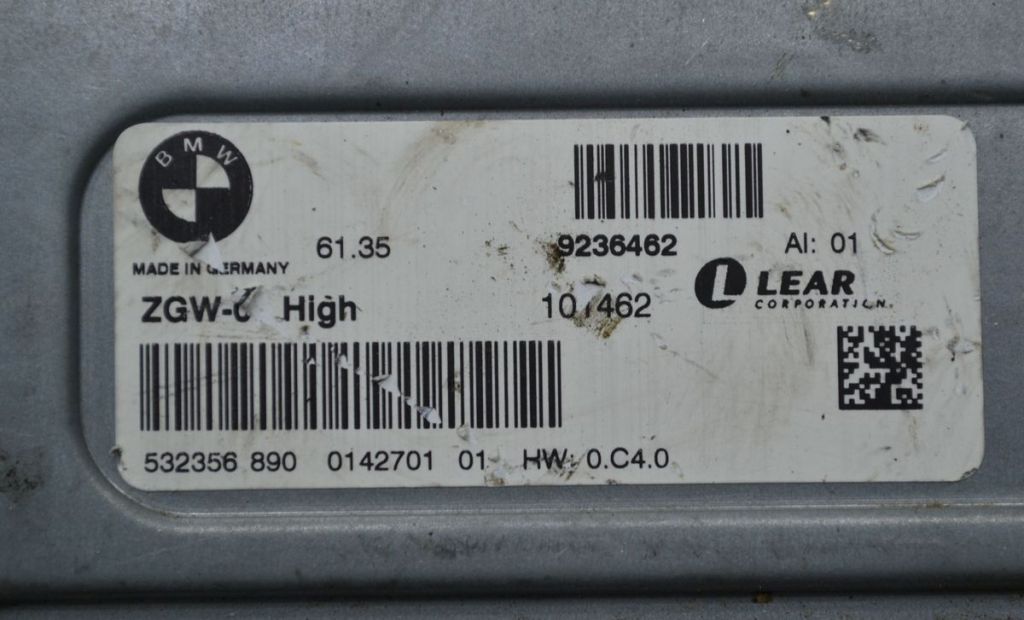 BMW
61.35
9236462
AI: 01
MADE IN GERMANY
LEAR
CORPORATION
High
532356 890 0142701 01 HW: 0.C4.0